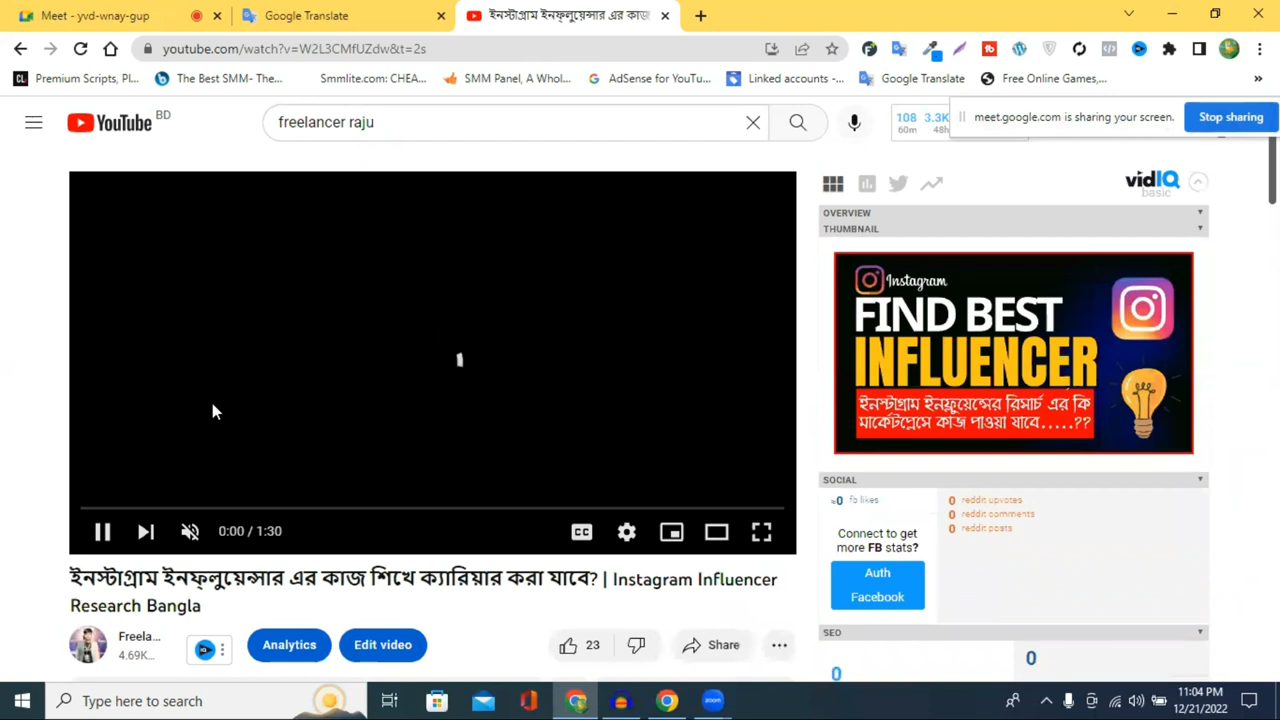 Meet - yvd-wnay-gup
Google Translate
ইনস্টাগ্রাম ইনফ্লুয়েন্সার এর কাজ
youtube.com/watch?v=W2L3CMfUZdw&t=2s
Premium Scripts, Pl...
The Best SMM- The...
Smmlite.com: CHEA...
SMM Panel, A Whol...
AdSense for YouTu...
Linked accounts -...
Google Translate
Free Online Games,...
YouTube BD
freelancer raju
108 3.3K
60m 48h
meet.google.com is sharing your screen.
Stop sharing
vidIQ
basic
OVERVIEW
THUMBNAIL
Instagram
FIND BEST
INFLUENCER
ইনস্টাগ্রাম ইনফ্লুয়েন্সের রিসার্চ এর কি
মার্কেটপ্লেসে কাজ পাওয়া যাবে.....??
0:00 / 1:30
SOCIAL
≈0 fb likes
0 reddit upvotes
0 reddit comments
0 reddit posts
Connect to get
more FB stats?
Auth
Facebook
SEO
0
0
ইনস্টাগ্রাম ইনফ্লুয়েন্সার এর কাজ শিখে ক্যারিয়ার করা যাবে? | Instagram Influencer
Research Bangla
Freela...
4.69K...
Analytics
Edit video
23
Share
Type here to search
zoom
11:04 PM
12/21/2022